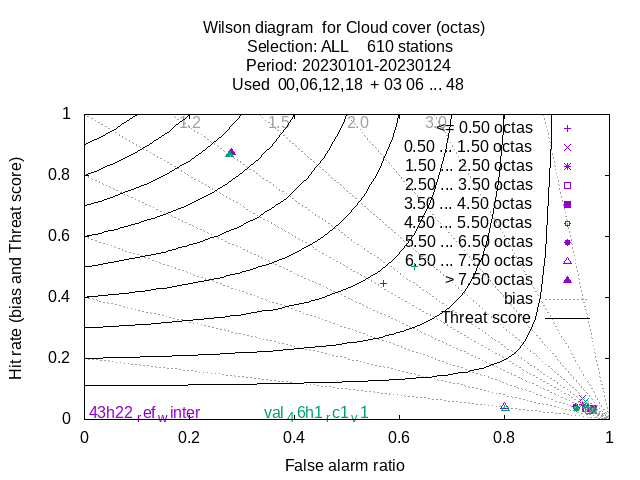 Wilson diagram for Cloud cover (octas)
Selection: ALL 610 stations
Period: 20230101-20230124
Used 00,06,12,18 + 03 06 ... 48
Hit rate (bias and Threat score)
1
0.8
0.6
0.4
0.2
0
1.2 1.5 2.0 3.0
<= 0.50 octas
0.50 ... 1.50 octas
1.50 ... 2.50 octas
2.50 ... 3.50 octas
3.50 ... 4.50 octas
4.50 ... 5.50 octas
5.50 ... 6.50 octas
6.50 ... 7.50 octas
> 7.50 octas
bias
Threat score
43h22_ref_winter val_46h1_rc1_v1
0 0.2 0.4 0.6 0.8 1
False alarm ratio